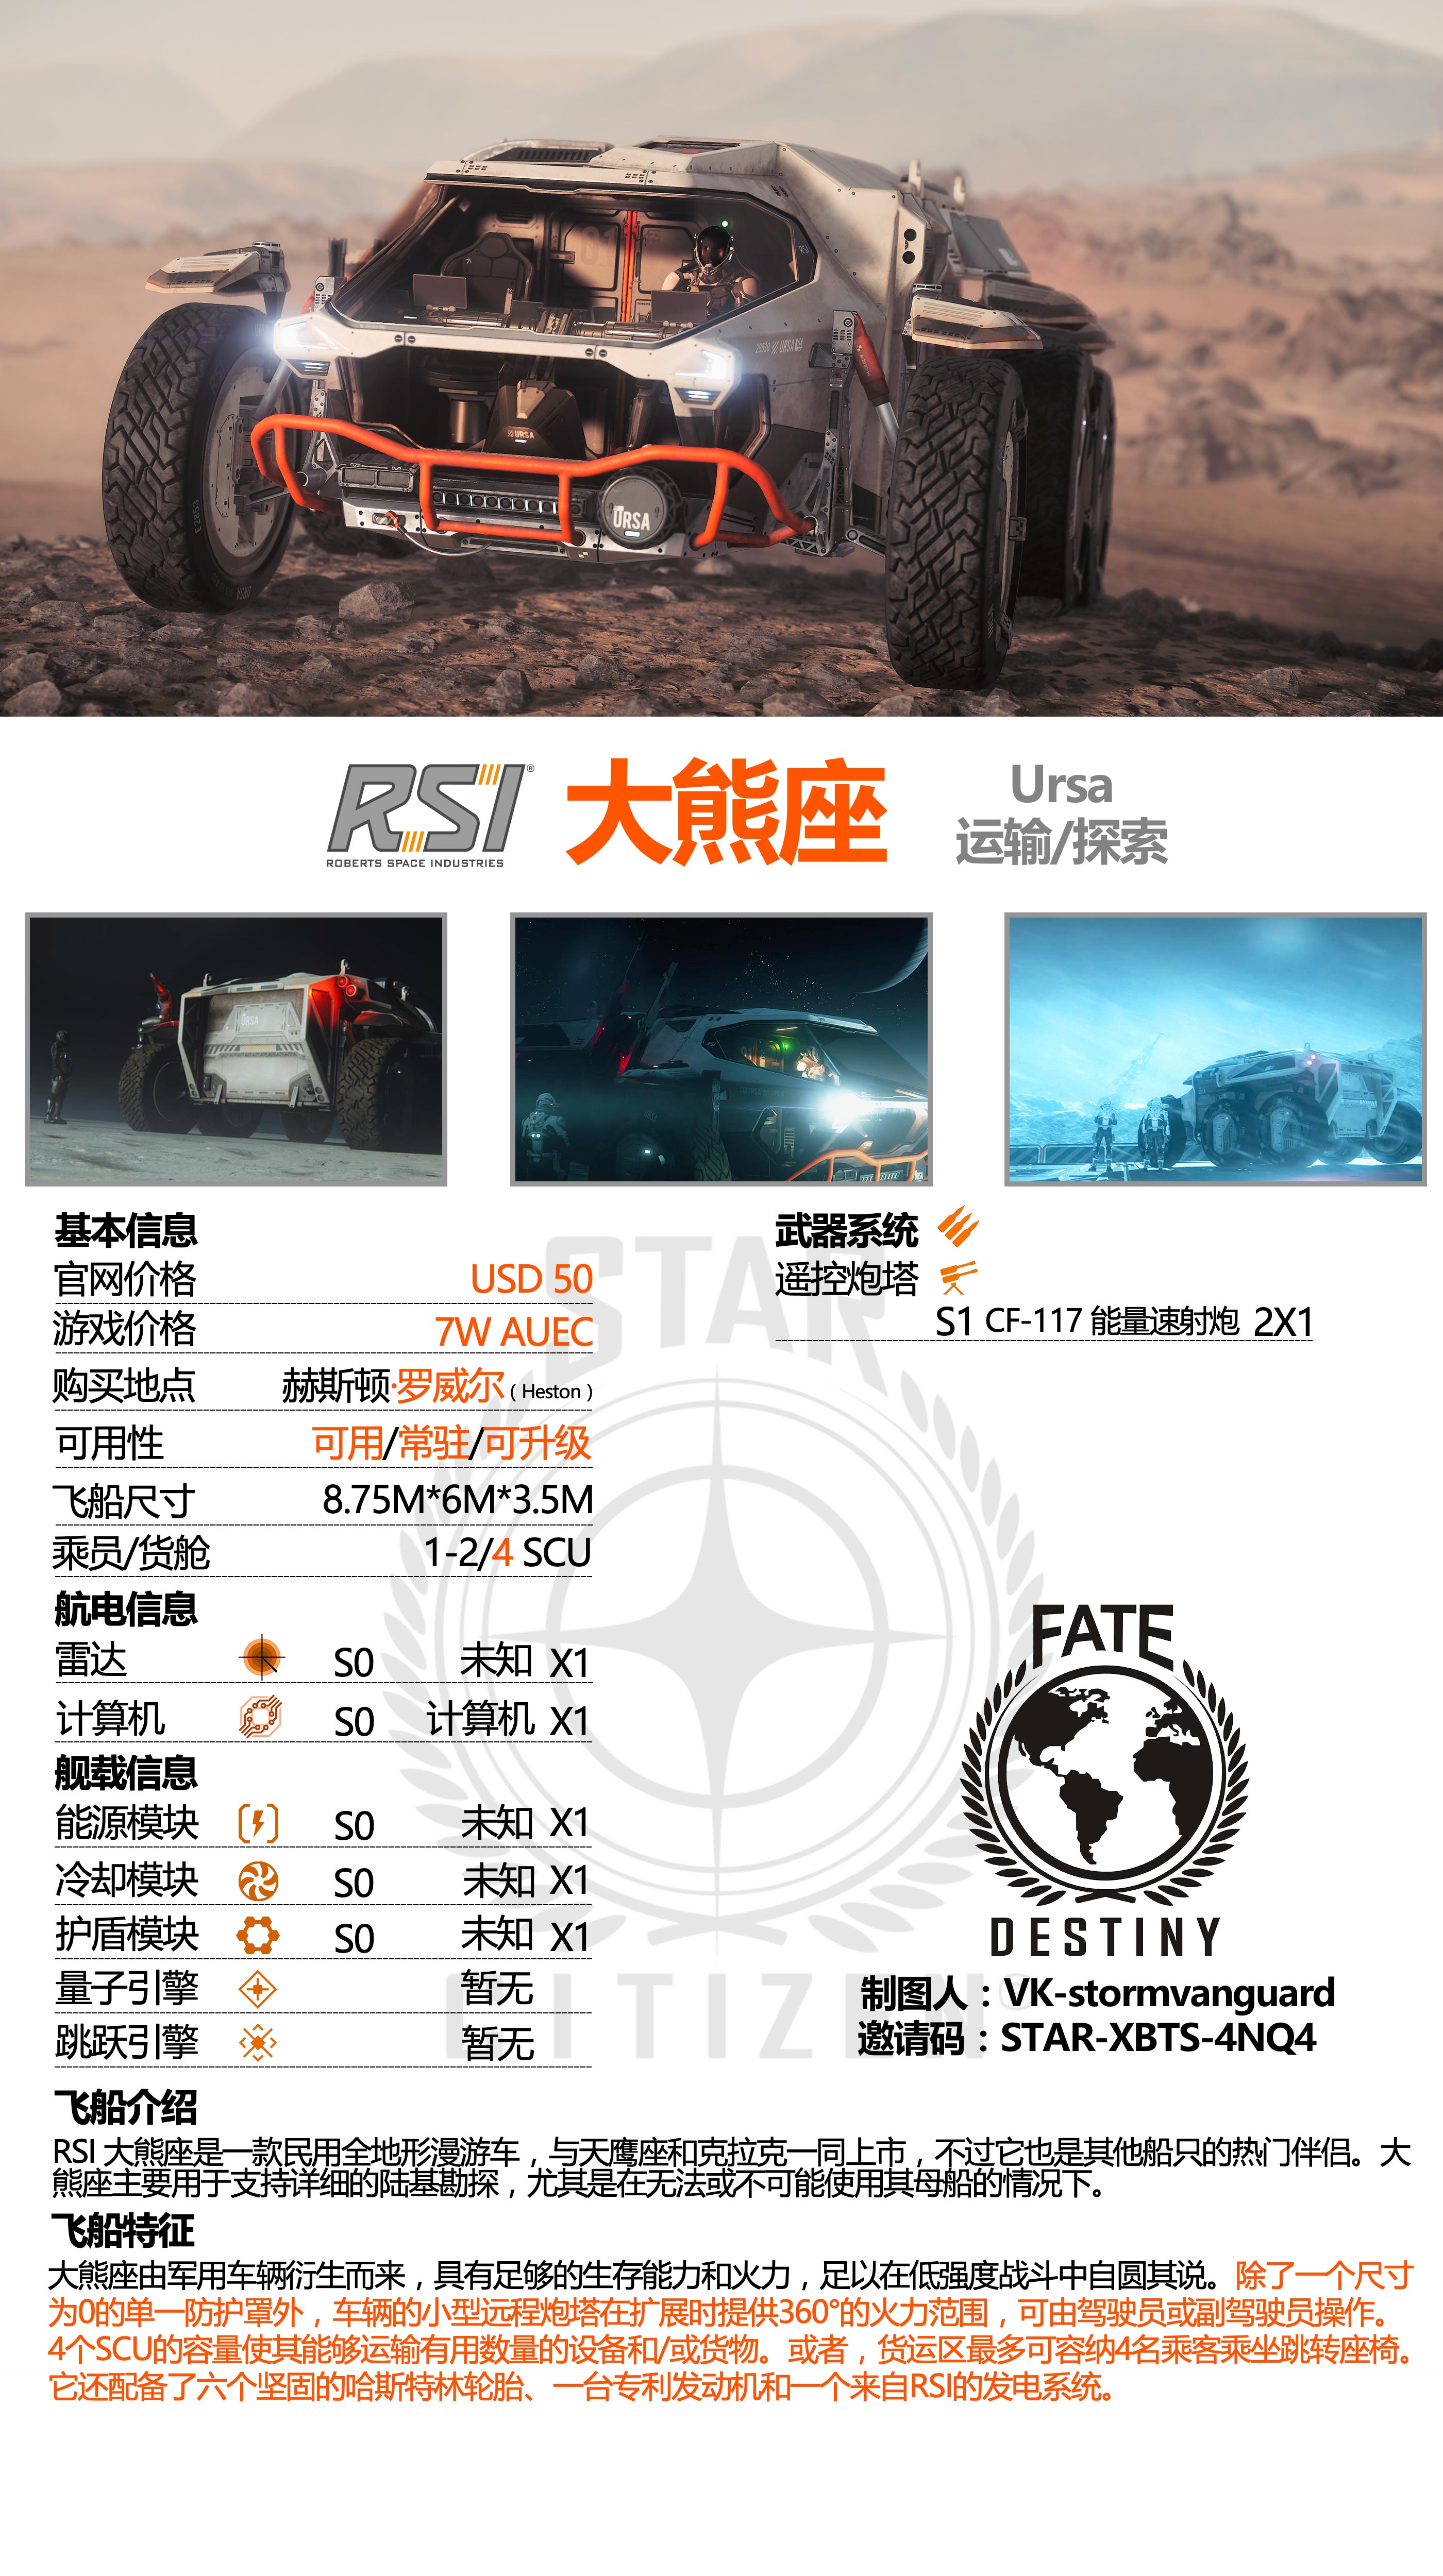 URSA
URSA
RSI®
ROBERTS SPACE INDUSTRIES
大熊座
Ursa
运输/探索
URSA
基本信息
官网价格 USD 50
游戏价格 7W AUEC
购买地点 赫斯顿·罗威尔（Heston）
可用性 可用/常驻/可升级
飞船尺寸 8.75M*6M*3.5M
乘员/货舱 1-2/4 SCU
武器系统
遥控炮塔
S1 CF-117 能量速射炮 2X1
航电信息
雷达 S0 未知 X1
计算机 S0 计算机 X1
舰载信息
能源模块 S0 未知 X1
冷却模块 S0 未知 X1
护盾模块 S0 未知 X1
量子引擎 暂无
跳跃引擎 暂无
STAR
CITIZEN
FATE
DESTINY
制图人：VK-stormvanguard
邀请码：STAR-XBTS-4NQ4
飞船介绍
RSI 大熊座是一款民用全地形漫游车，与天鹰座和克拉克一同上市，不过它也是其他船只的热门伴侣。大
熊座主要用于支持详细的陆基勘探，尤其是在无法或不可能使用其母船的情况下。
飞船特征
大熊座由军用车辆衍生而来，具有足够的生存能力和火力，足以在低强度战斗中自圆其说。除了一个尺寸
为0的单一防护罩外，车辆的小型远程炮塔在扩展时提供360°的火力范围，可由驾驶员或副驾驶员操作。
4个SCU的容量使其能够运输有用数量的设备和/或货物。或者，货运区最多可容纳4名乘客乘坐跳转座椅。
它还配备了六个坚固的哈斯特林轮胎、一台专利发动机和一个来自RSI的发电系统。